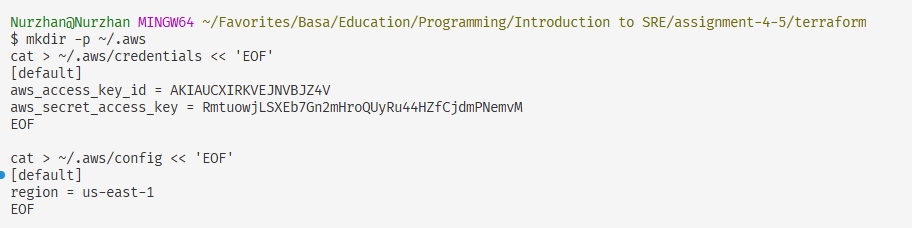 Nurzhan@Nurzhan MINGW64 ~/Favorites/Basa/Education/Programming/Introduction to SRE/assignment-4-5/terraform
$ mkdir -p ~/.aws
cat > ~/.aws/credentials << 'EOF'
[default]
aws_access_key_id = AKIAUCXIRKVEJNVBJZ4V
aws_secret_access_key = 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
EOF
cat > ~/.aws/config << 'EOF'
[default]
region = us-east-1
EOF